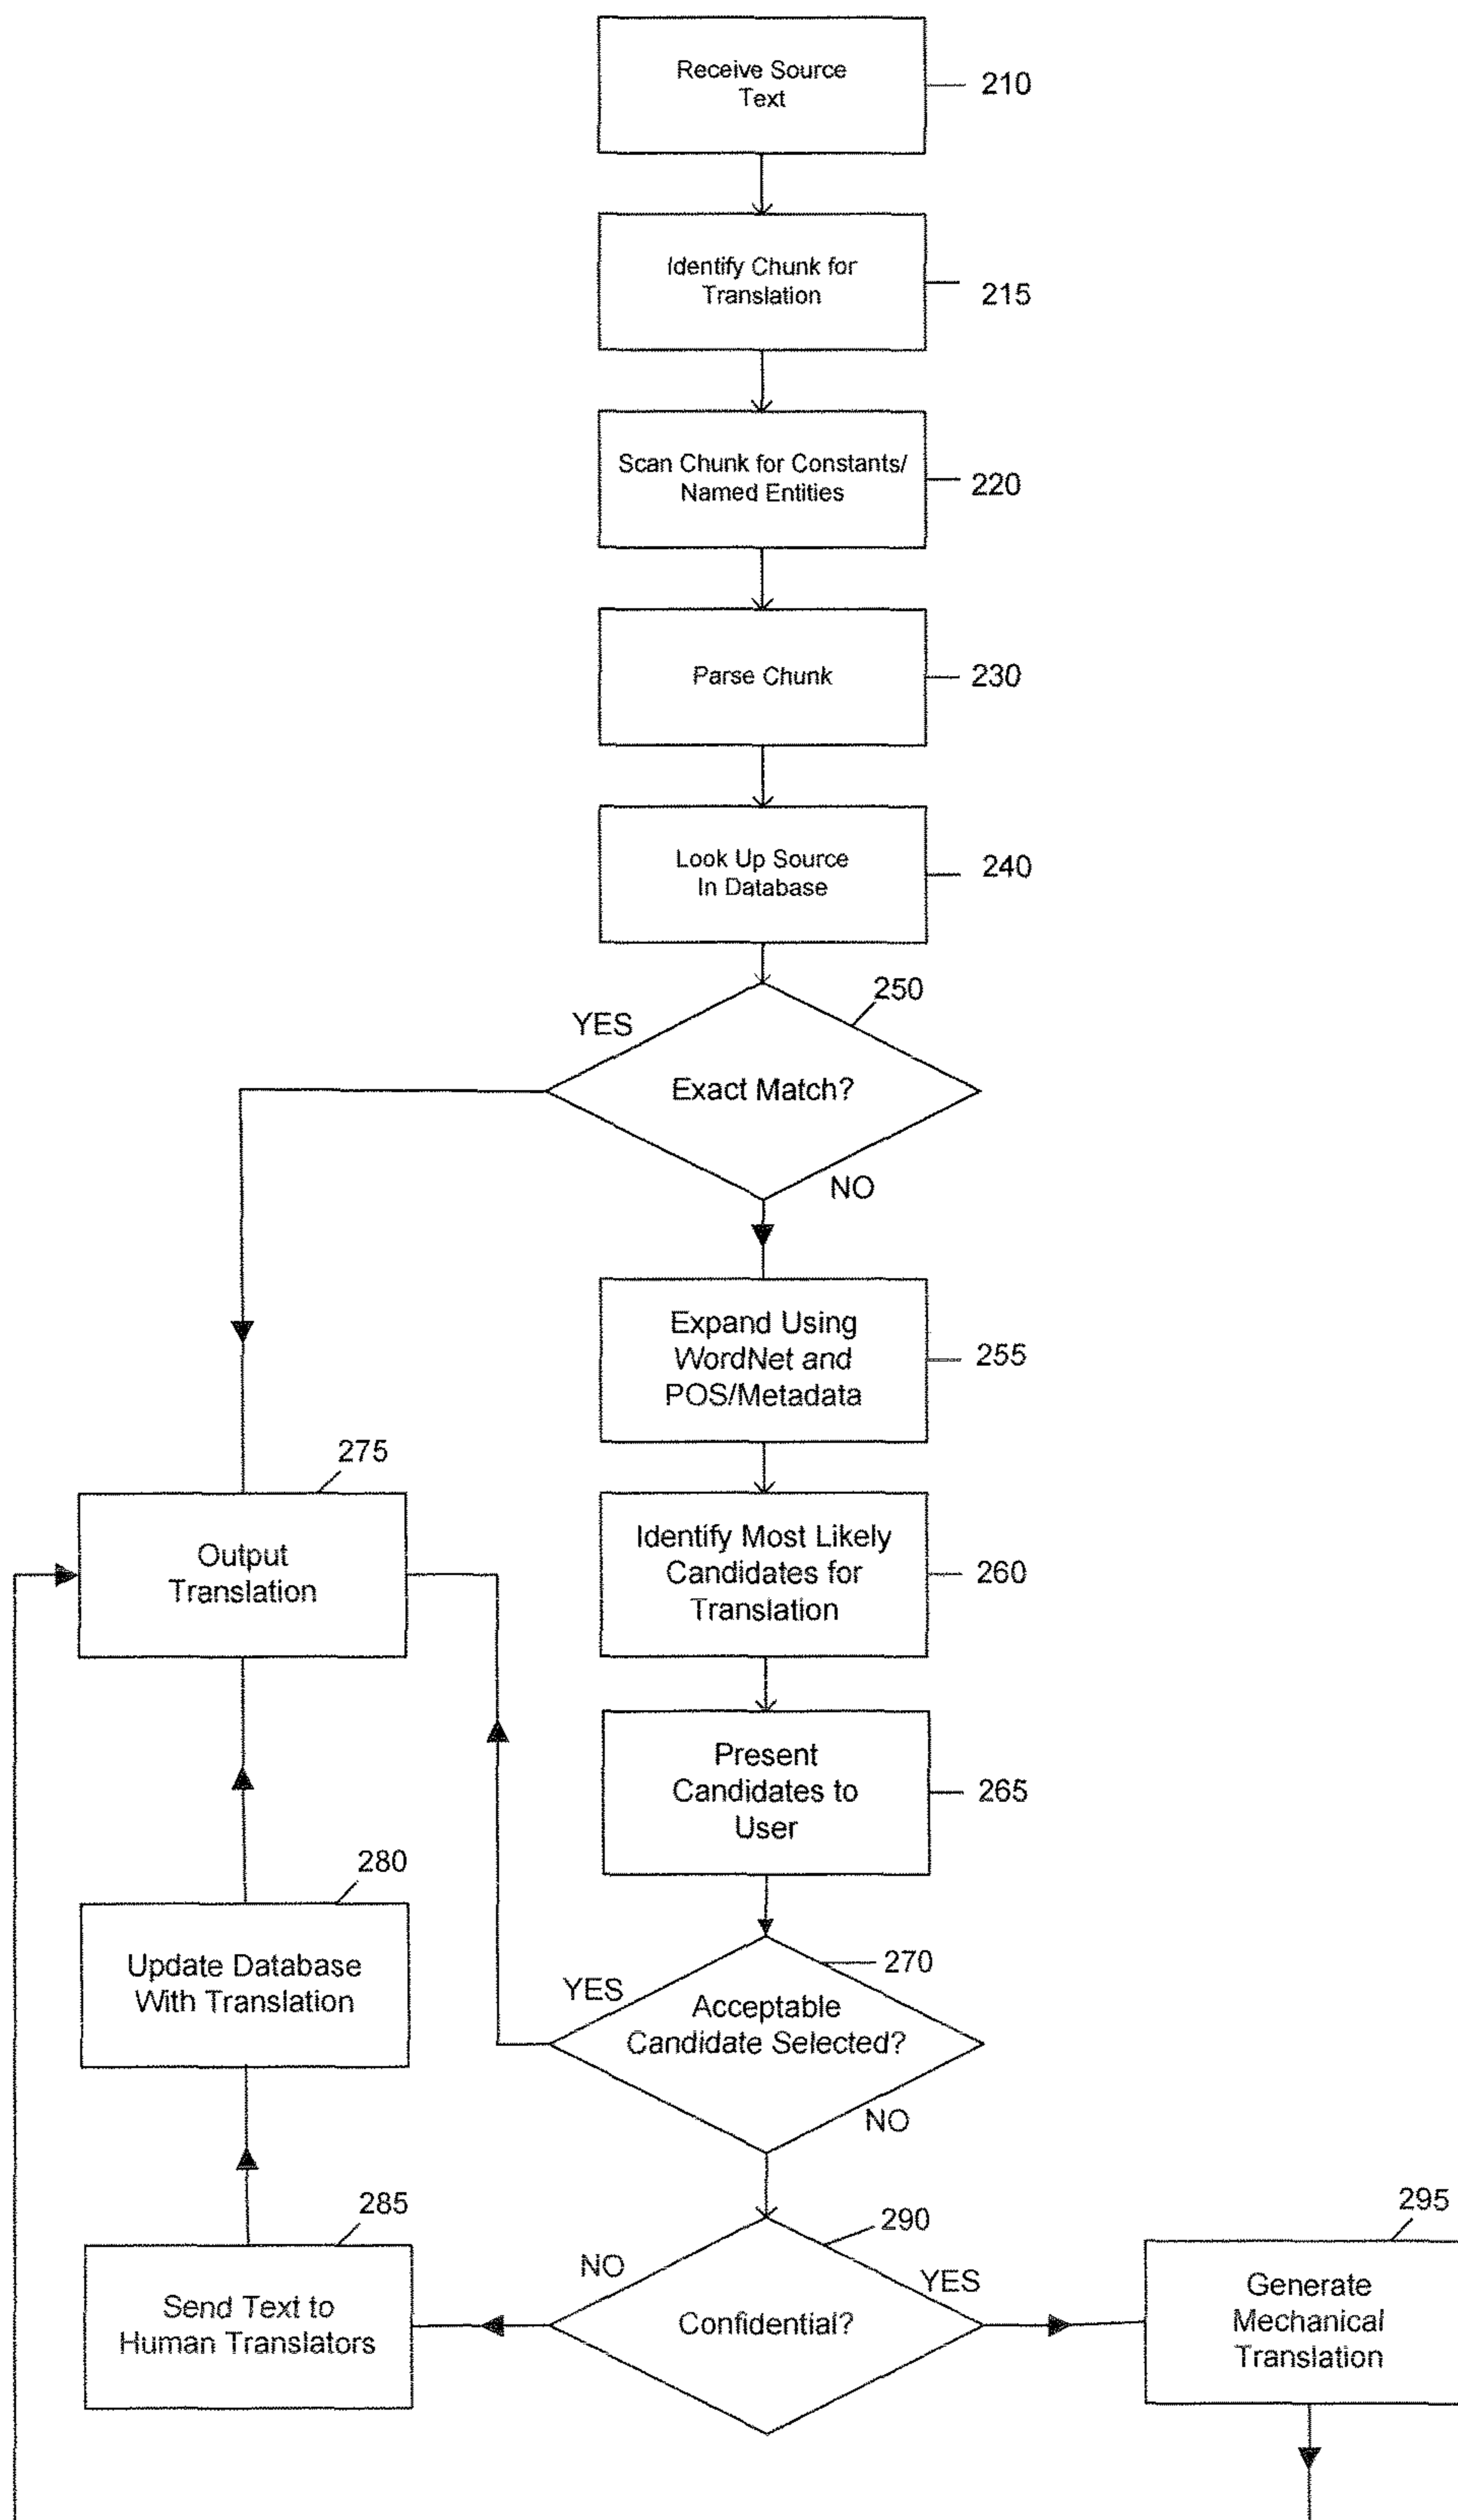 Receive Source
Text
210
Identify Chunk for
Translation
215
Scan Chunk for Constants/
Named Entities
220
Parse Chunk
230
Look Up Source
In Database
240
250
YES
Exact Match?
NO
Expand Using
WordNet and
POS/Metadata
255
275
Output
Translation
Identify Most Likely
Candidates for
Translation
260
Present
Candidates to
User
265
280
Update Database
With Translation
270
YES
Acceptable
Candidate Selected?
NO
285
Send Text to
Human Translators
290
NO
YES
Confidential?
295
Generate
Mechanical
Translation